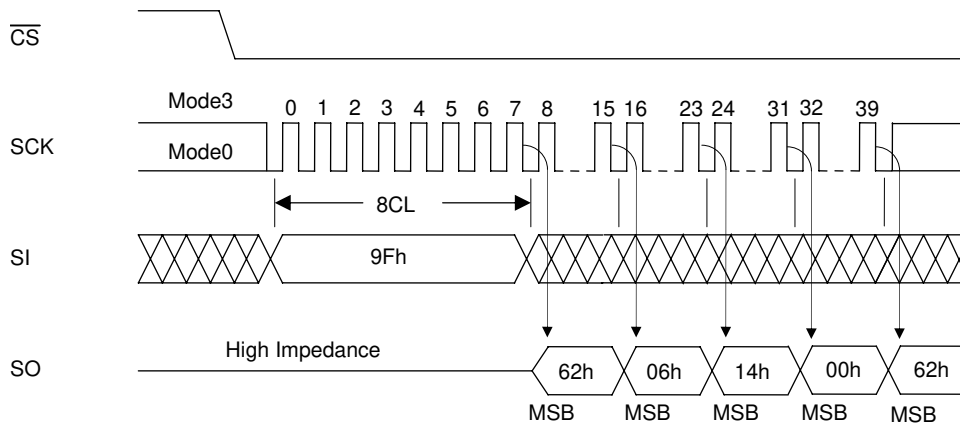 CS
Mode3 0 1 2 3 4 5 6 7 8 15 16 23 24 31 32 39
SCK
Mode0
8CL
SI 9Fh
High Impedance
SO 62h 06h 14h 00h 62h
MSB MSB MSB MSB MSB